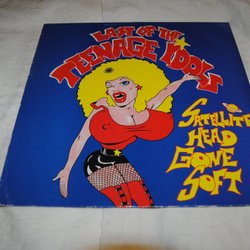 LAST OF THE
TEENAGE IDOLS
SATELLITE
HEAD
GONE
SOFT